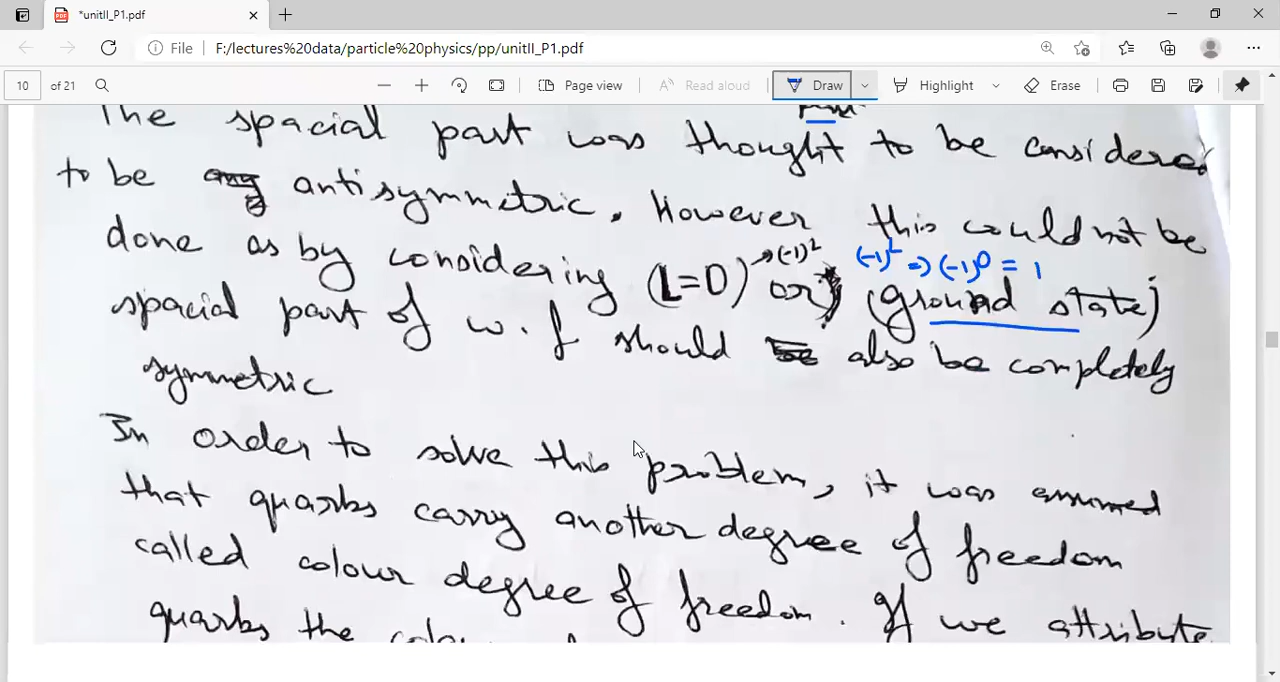 *unitII_P1.pdf
File F:/lectures%20data/particle%20physics/pp/unitII_P1.pdf
10 of 21 Page view Read aloud Draw Highlight Erase
The spacial part was thought to be considered
to be antisymmetric. However this could not be
done as by considering (L=0) →(-1)^L or (ground state)
(-1)^L ⇒ (-1)^0 = 1
spacial part of w.f should also be completely
symmetric
In order to solve this problem, it was assumed
that quarks carry another degree of freedom
called colour degree of freedom. If we attribute
quarks the